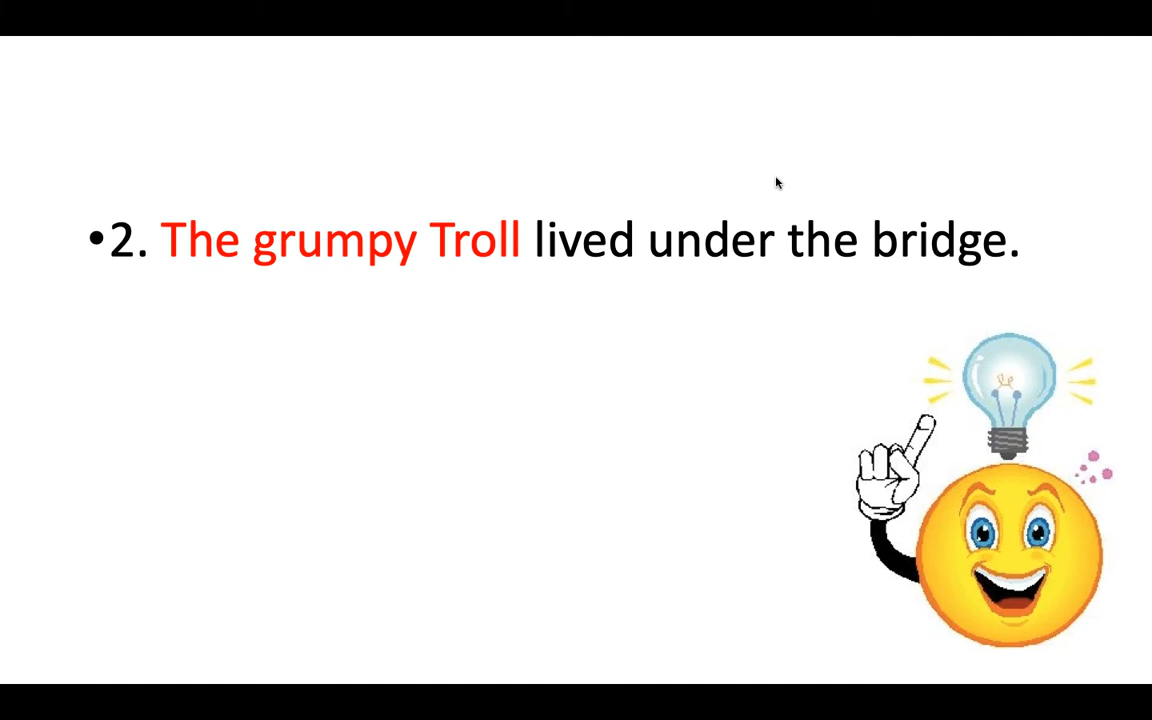 •2. The grumpy Troll lived under the bridge.